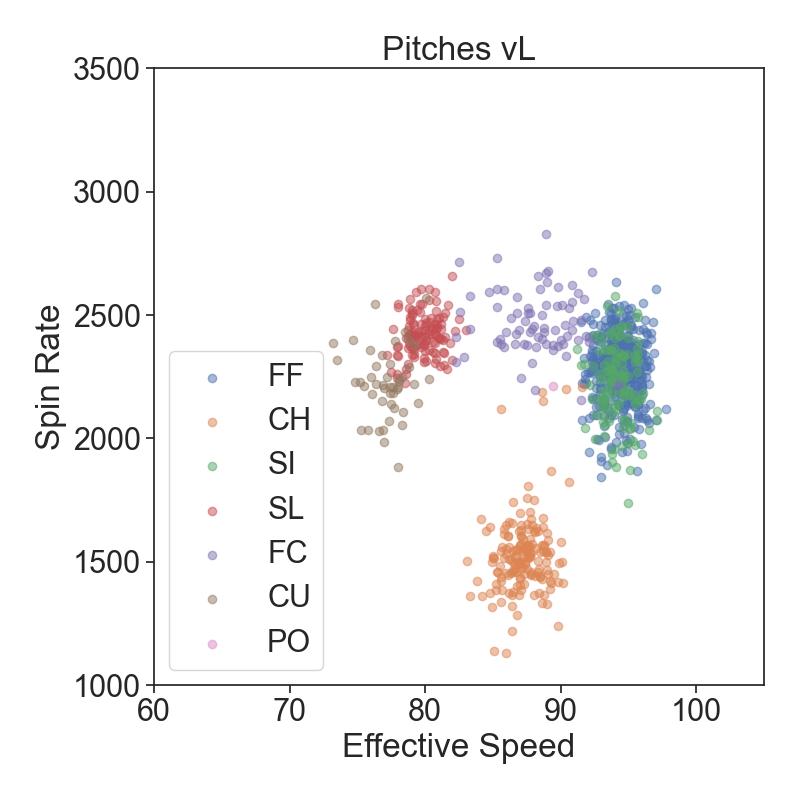 Pitches vL
3500
3000
2500
2000
1500
1000
Spin Rate
FF
CH
SI
SL
FC
CU
PO
60 70 80 90 100
Effective Speed